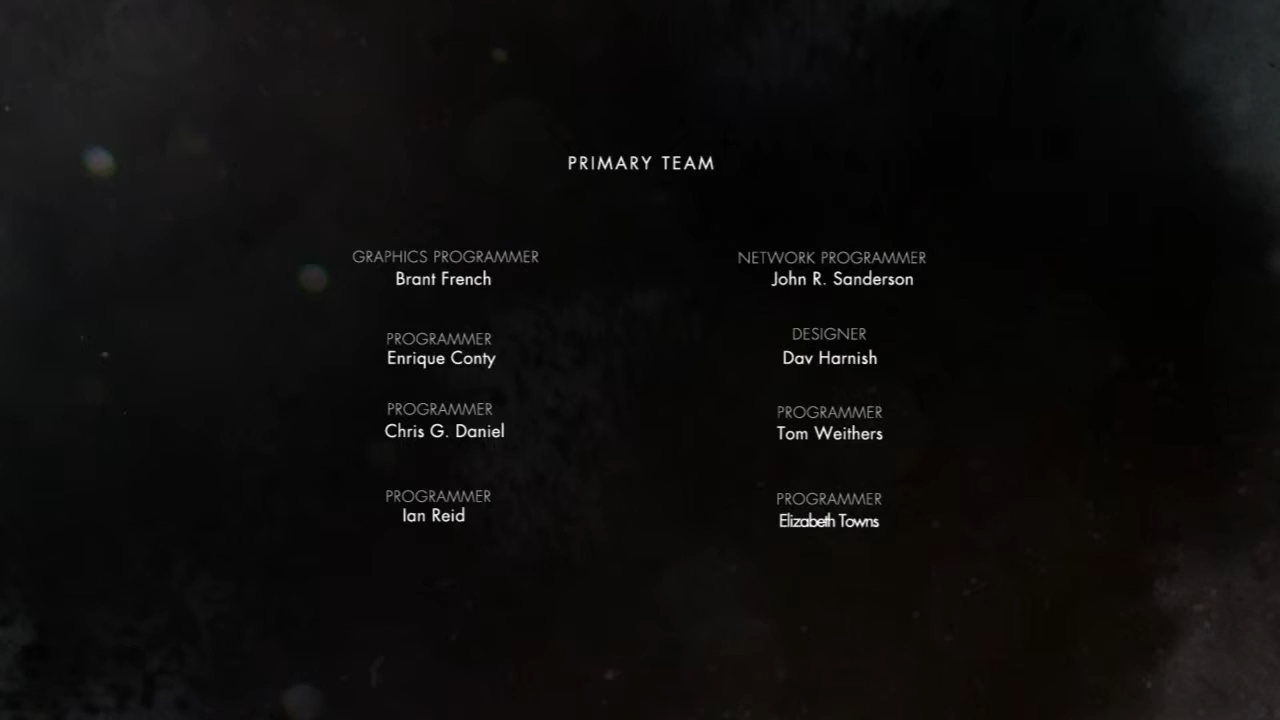 PRIMARY TEAM
GRAPHICS PROGRAMMER
Brant French
PROGRAMMER
Enrique Conty
PROGRAMMER
Chris G. Daniel
PROGRAMMER
Ian Reid
NETWORK PROGRAMMER
John R. Sanderson
DESIGNER
Dav Harnish
PROGRAMMER
Tom Weithers
PROGRAMMER
Elizabeth Towns